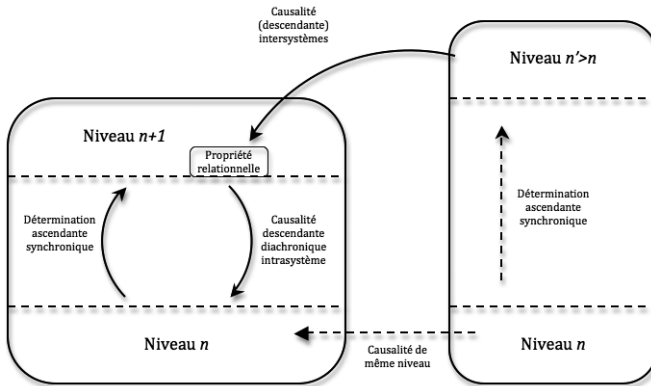 Causalité
(descendante)
intersystèmes
Niveau n'>n
Niveau n+1
Propriété
relationnelle
Détermination
ascendante
synchronique
Causalité
descendante
diachronique
intrasystème
Détermination
ascendante
synchronique
Niveau n
Causalité de
même niveau
Niveau n